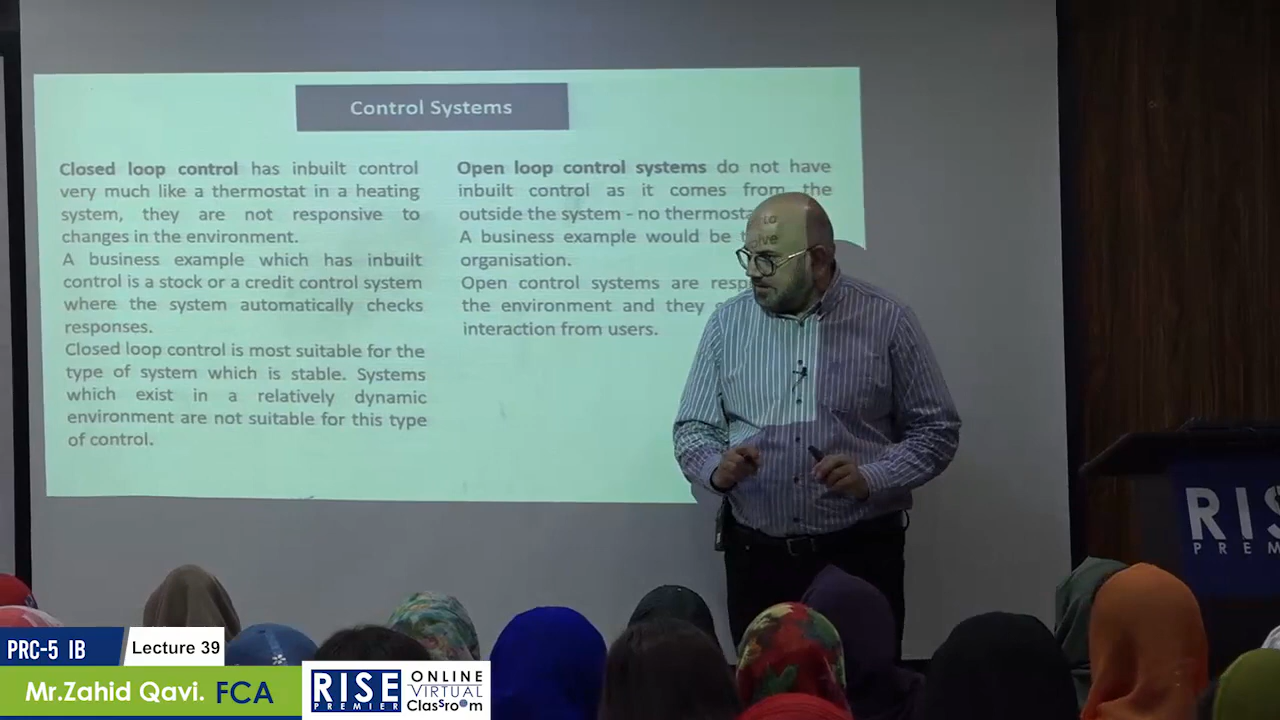 Control Systems
Closed loop control has inbuilt control
very much like a thermostat in a heating
system, they are not responsive to
changes in the environment.
A business example which has inbuilt
control is a stock or a credit control system
where the system automatically checks
responses.
Closed loop control is most suitable for the
type of system which is stable. Systems
which exist in a relatively dynamic
environment are not suitable for this type
of control.
Open loop control systems do not have
inbuilt control as it comes from the
outside the system - no thermosta
A business example would be
organisation.
Open control systems are resp
the environment and they
interaction from users.
RIS
PREM
PRC-5 IB
Lecture 39
Mr.Zahid Qavi. FCA
RISE
PREMIER
ONLINE
VIRTUAL
ClasSroom